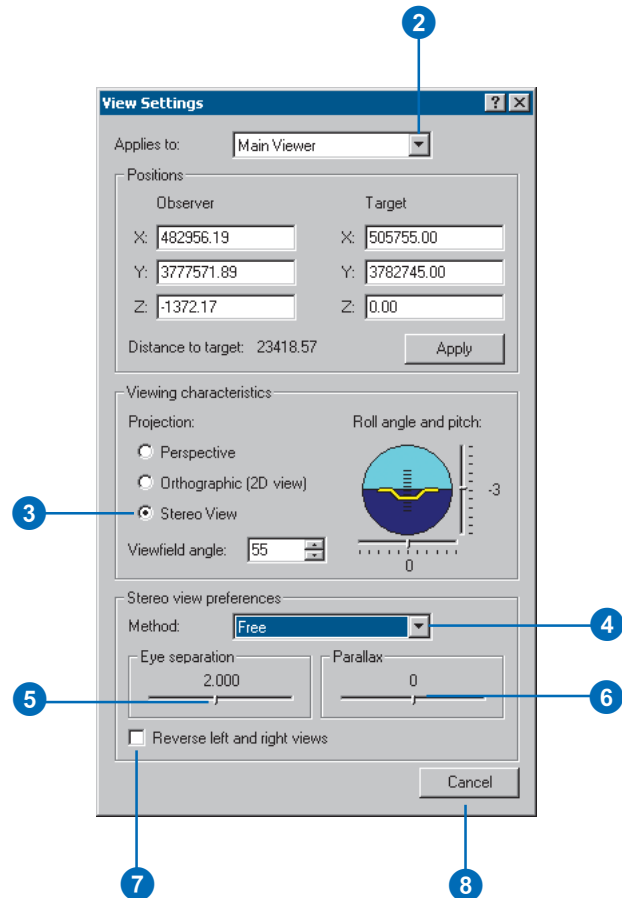 2
View Settings
Applies to: Main Viewer
Positions
Observer Target
X: 482956.19 X: 505755.00
Y: 3777571.89 Y: 3782745.00
Z: -1372.17 Z: 0.00
Distance to target: 23418.57 Apply
Viewing characteristics
Projection: Roll angle and pitch:
Perspective
Orthographic (2D view)
-3
3 Stereo View
Viewfield angle: 55
0
Stereo view preferences
Method: Free 4
Eye separation Parallax
2.000 0
5 6
Reverse left and right views
Cancel
7 8